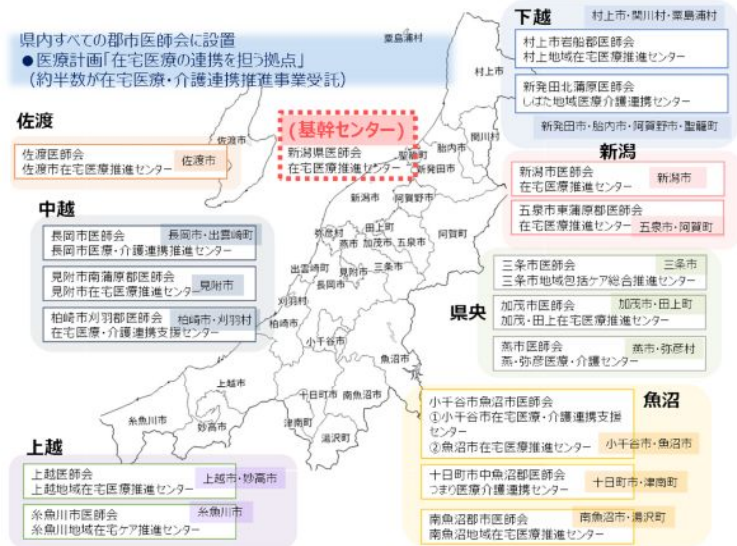 県内すべての郡市医師会に設置
●医療計画「在宅医療の連携を担う拠点」
(約半数が在宅医療・介護連携推進事業受託)
下越
村上市・関川村・粟島浦村
村上市岩船郡医師会
村上地域在宅医療推進センター
新発田北蒲原医師会
しばた地域医療介護連携センター
新発田市・胎内市・阿賀野市・聖籠町
佐渡
佐渡医師会
佐渡市在宅医療推進センター
佐渡市
(基幹センター)
新潟県医師会
在宅医療推進センター
新潟
新潟市医師会
在宅医療推進センター
新潟市
五泉市東蒲原郡医師会
在宅医療推進センター
五泉市・阿賀町
中越
長岡市医師会
長岡市医療・介護連携推進センター
長岡市・出雲崎町
見附市南蒲原郡医師会
見附市在宅医療推進センター
見附市
柏崎市刈羽郡医師会
在宅医療・介護連携支援センター
柏崎市・刈羽村
県央
三条市医師会
三条市地域包括ケア総合推進センター
三条市
加茂市医師会
加茂・田上在宅医療推進センター
加茂市・田上町
燕市医師会
燕・弥彦医療・介護センター
燕市・弥彦村
魚沼
小千谷市魚沼市医師会
①小千谷市在宅医療・介護連携支援
センター
②魚沼市在宅医療推進センター
小千谷市・魚沼市
十日町市中魚沼郡医師会
つまり医療介護連携センター
十日町市・津南町
南魚沼郡市医師会
南魚沼地域在宅医療推進センター
南魚沼市・湯沢町
上越
上越医師会
上越地域在宅医療推進センター
上越市・妙高市
糸魚川市医師会
糸魚川地域在宅ケア推進センター
糸魚川市
粟島浦村
村上市
関川村
胎内市
聖籠町
新発田市
佐渡市
新潟市
阿賀野市
阿賀町
田上町
弥彦村
燕市
加茂市
五泉市
出雲崎町
見附市
三条市
長岡市
刈羽村
柏崎市
小千谷市
魚沼市
上越市
十日町市
南魚沼市
糸魚川市
妙高市
津南町
湯沢町